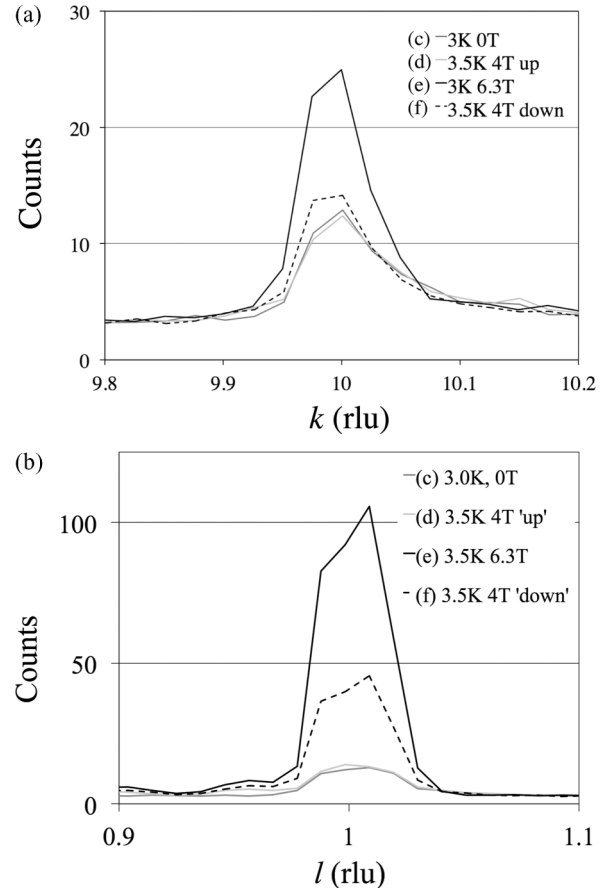 (a)
30
20
10
0
Counts
(c) 3K 0T
(d) 3.5K 4T up
(e) 3K 6.3T
(f) 3.5K 4T down
9.8 9.9 10 10.1 10.2
k (rlu)
(b)
100
50
0
Counts
(c) 3.0K, 0T
(d) 3.5K 4T 'up'
(e) 3.5K 6.3T
(f) 3.5K 4T 'down'
0.9 1 1.1
l (rlu)